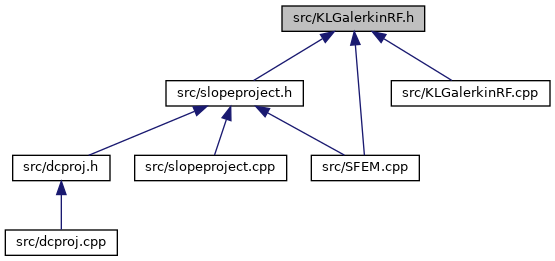 src/KLGalerkinRF.h
src/slopeproject.h
src/KLGalerkinRF.cpp
src/dcproj.h
src/slopeproject.cpp
src/SFEM.cpp
src/dcproj.cpp